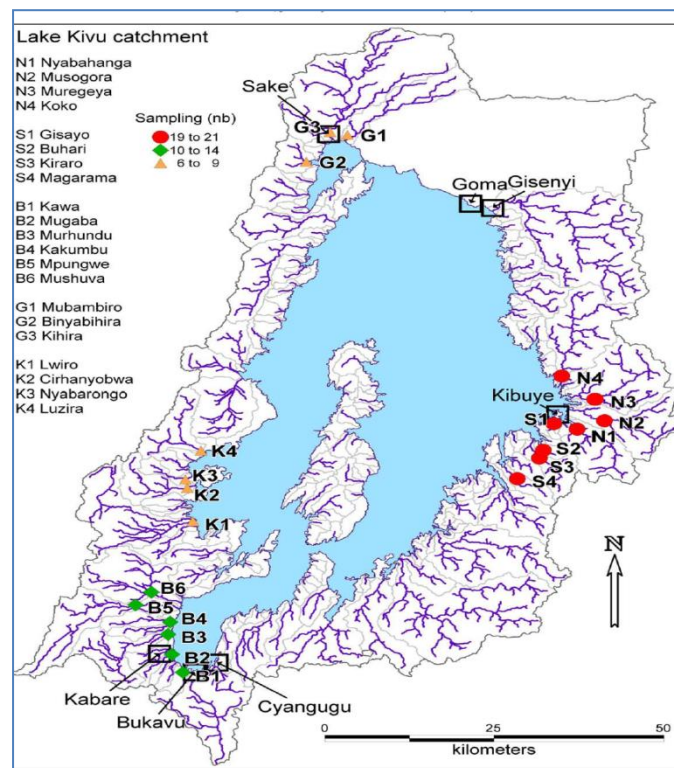 Lake Kivu catchment
N1 Nyabahanga
N2 Musogora
N3 Muregeya
N4 Koko
S1 Gisayo
S2 Buhari
S3 Kiraro
S4 Magarama
B1 Kawa
B2 Mugaba
B3 Murhundu
B4 Kakumbu
B5 Mpungwe
B6 Mushuva
G1 Mubambiro
G2 Binyabihira
G3 Kihira
K1 Lwiro
K2 Cirhanyobwa
K3 Nyabarongo
K4 Luzira
Sampling (nb)
19 to 21
10 to 14
6 to 9
Sake
G3
G1
G2
Goma
Gisenyi
N4
Kibuye
N3
S1
N2
N1
S2
S3
S4
K4
K3
K2
K1
B6
B5
B4
B3
B2
B1
Kabare
Bukavu
Cyangugu
N
0
25
50
kilometers